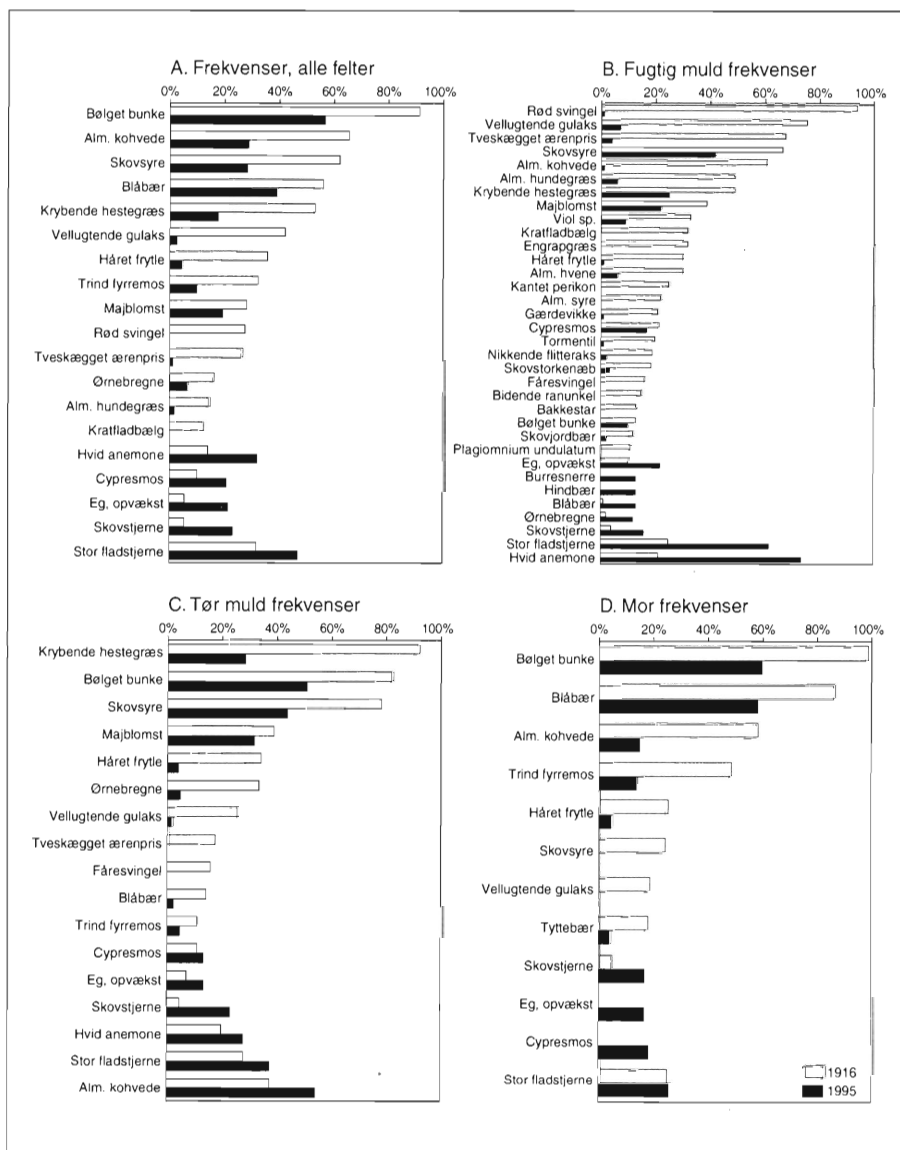 A. Frekvenser, alle felter
0% 20% 40% 60% 80% 100%
Bølget bunke
Alm. kohvede
Skovsyre
Blåbær
Krybende hestegræs
Vellugtende gulaks
Håret frytle
Trind fyrremos
Majblomst
Rød svingel
Tveskægget ærenpris
Ørnebregne
Alm. hundegræs
Kratfladbælg
Hvid anemone
Cypresmos
Eg, opvækst
Skovstjerne
Stor fladstjerne
B. Fugtig muld frekvenser
0% 20% 40% 60% 80% 100%
Rød svingel
Vellugtende gulaks
Tveskægget ærenpris
Skovsyre
Alm. kohvede
Alm. hundegræs
Krybende hestegræs
Majblomst
Viol sp.
Kratfladbælg
Engrapgræs
Håret frytle
Alm. hvene
Kantet perikon
Alm. syre
Gærdevikke
Cypresmos
Tormentil
Nikkende flitteraks
Skovstorkenæb
Fåresvingel
Bidende ranunkel
Bakkestar
Bølget bunke
Skovjordbær
Plagiomnium undulatum
Eg, opvækst
Burresnerre
Hindbær
Blåbær
Ørnebregne
Skovstjerne
Stor fladstjerne
Hvid anemone
C. Tør muld frekvenser
0% 20% 40% 60% 80% 100%
Krybende hestegræs
Bølget bunke
Skovsyre
Majblomst
Håret frytle
Ørnebregne
Vellugtende gulaks
Tveskægget ærenpris
Fåresvingel
Blåbær
Trind fyrremos
Cypresmos
Eg, opvækst
Skovstjerne
Hvid anemone
Stor fladstjerne
Alm. kohvede
D. Mor frekvenser
0% 20% 40% 60% 80% 100%
Bølget bunke
Blåbær
Alm. kohvede
Trind fyrremos
Håret frytle
Skovsyre
Vellugtende gulaks
Tyttebær
Skovstjerne
Eg, opvækst
Cypresmos
Stor fladstjerne
1916
1995